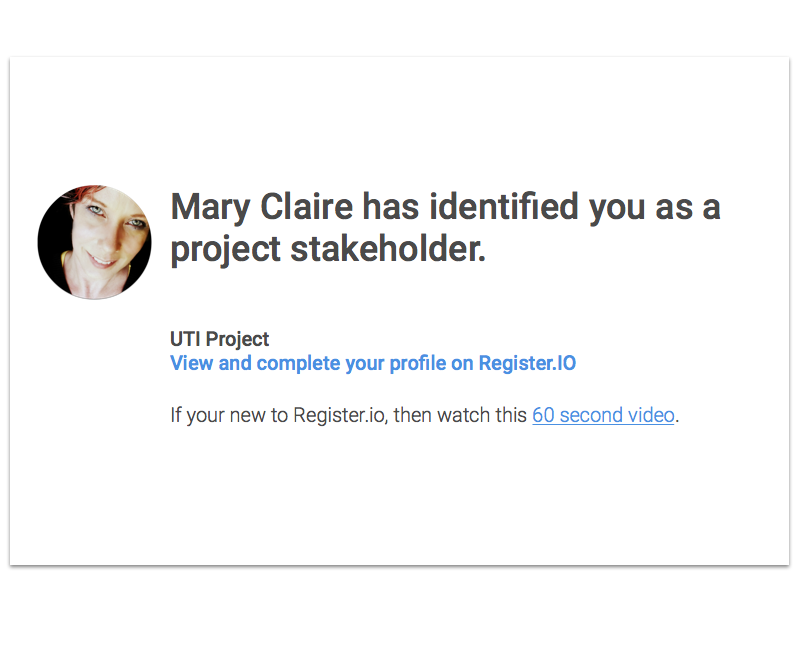 Mary Claire has identified you as a
project stakeholder.
UTI Project
View and complete your profile on Register.IO
If your new to Register.io, then watch this 60 second video.